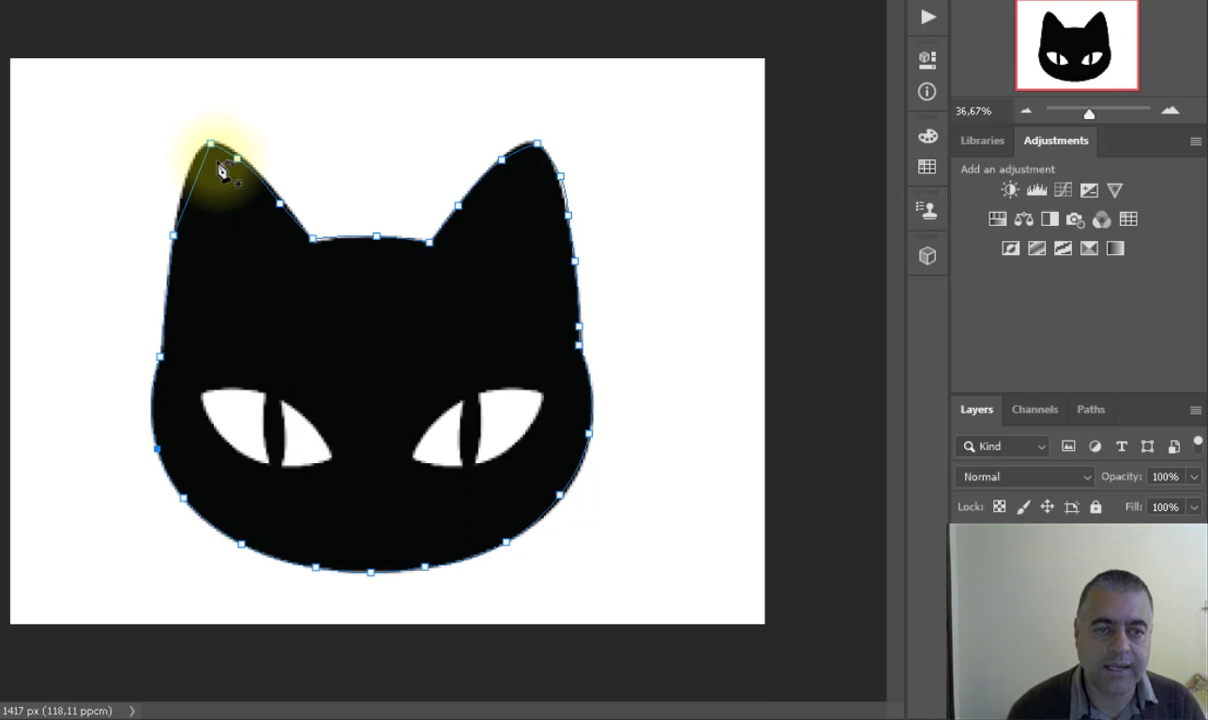 36,67%
Libraries Adjustments
Add an adjustment
Layers Channels Paths
Kind
Normal Opacity: 100%
Lock: Fill: 100%
1417 px (118,11 ppcm)